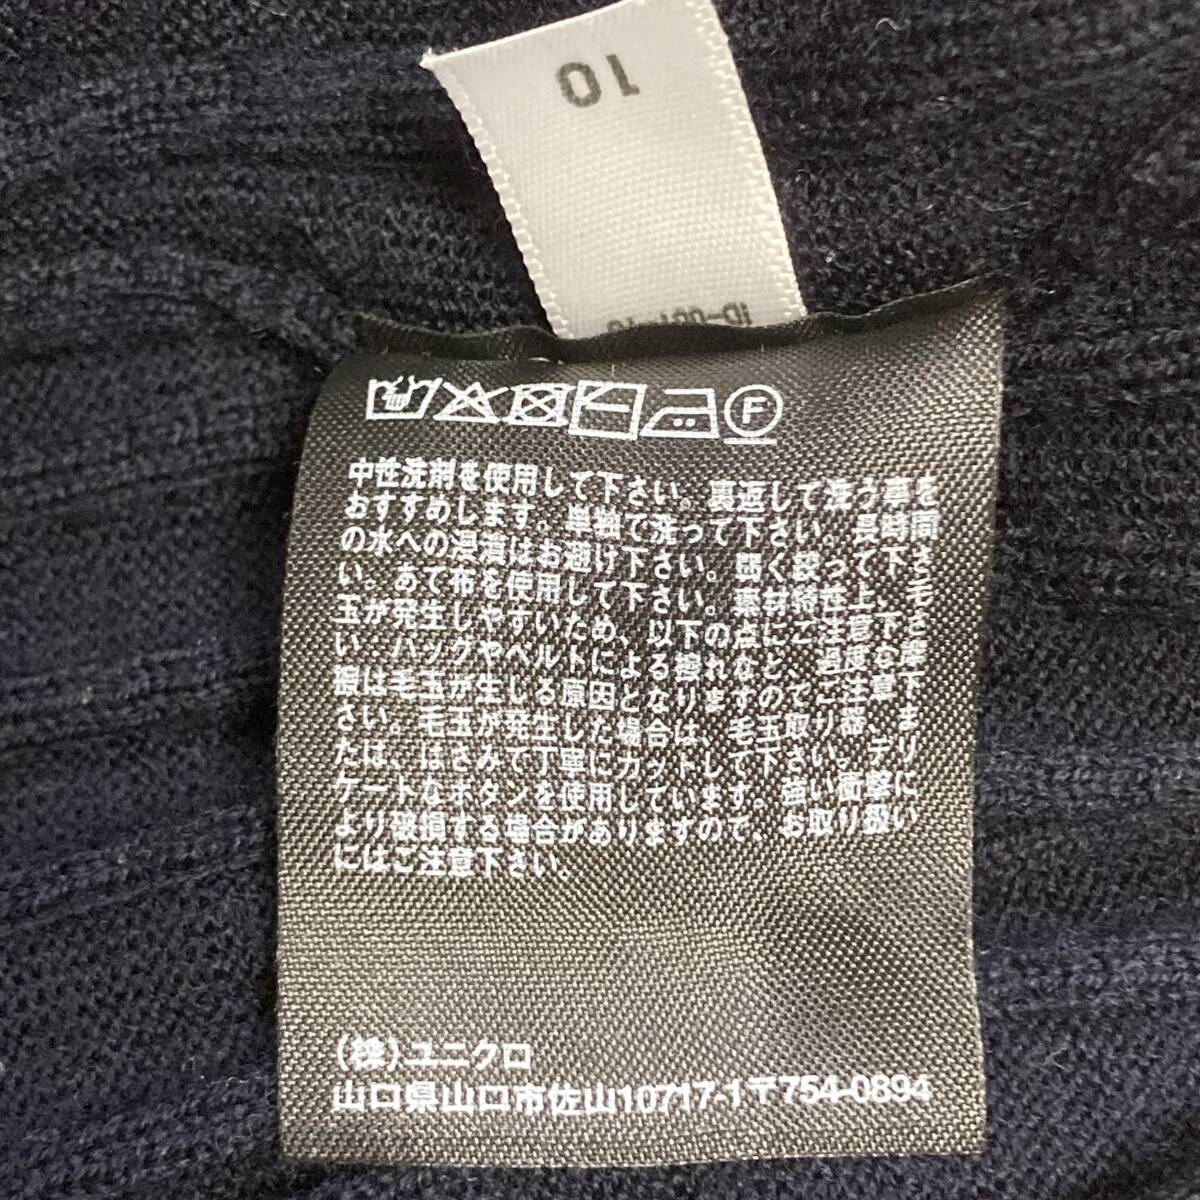 10
F
中性洗剤を使用して下さい。裏返して洗う事を
おすすめします。単独で洗って下さい。長時間
の水への浸漬はお避け下さい。弱く絞って下さ
い。あて布を使用して下さい。素材特性上、毛
玉が発生しやすいため、以下の点にご注意下さ
い。バッグやベルトによる擦れなど、過度な摩
擦は毛玉が生じる原因となりますのでご注意下
さい。毛玉が発生した場合は、毛玉取り器、ま
たは、はさみで丁寧にカットして下さい。デリ
ケートなボタンを使用しています。強い衝撃に
より破損する場合がありますので、お取り扱い
にはご注意下さい。
(株)ユニクロ
山口県山口市佐山10717-1〒754-0894